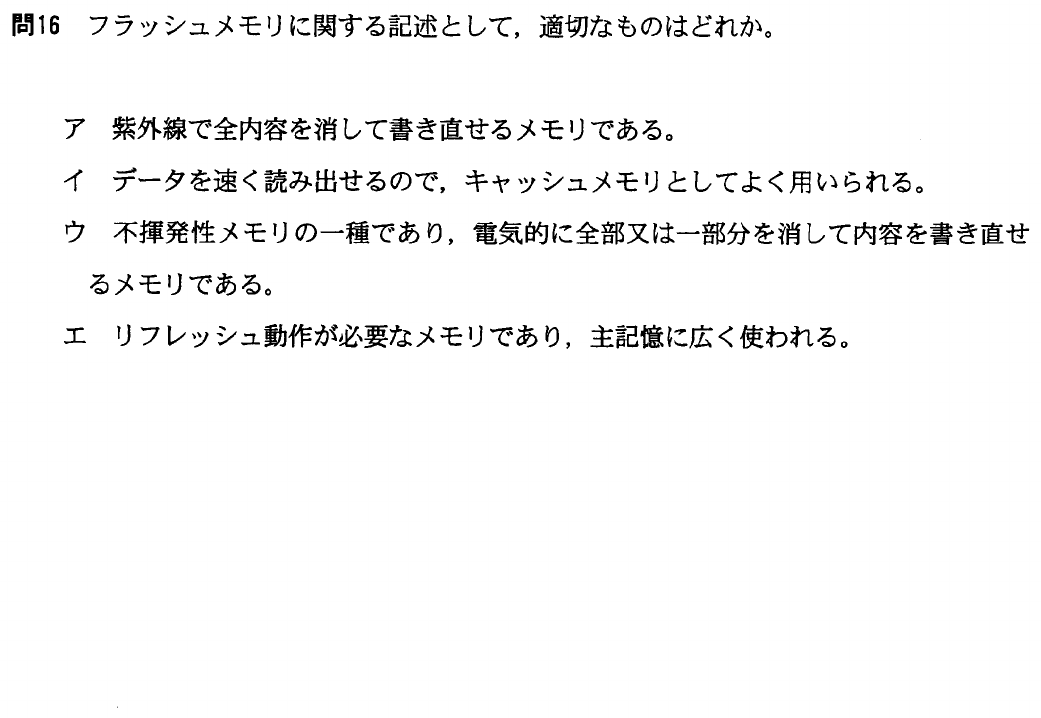 問16 フラッシュメモリに関する記述として，適切なものはどれか。
ア 紫外線で全内容を消して書き直せるメモリである。
イ データを速く読み出せるので，キャッシュメモリとしてよく用いられる。
ウ 不揮発性メモリの一種であり，電気的に全部又は一部分を消して内容を書き直せ
るメモリである。
エ リフレッシュ動作が必要なメモリであり，主記憶に広く使われる。